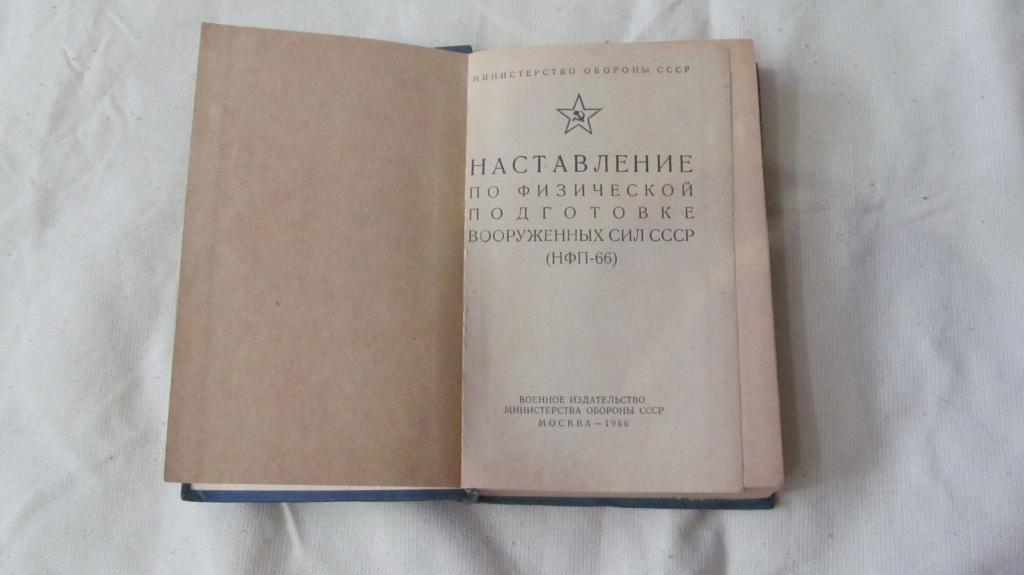 МИНИСТЕРСТВО ОБОРОНЫ СССР
НАСТАВЛЕНИЕ
ПО ФИЗИЧЕСКОЙ
ПОДГОТОВКЕ
ВООРУЖЕННЫХ СИЛ СССР
(НФП-66)
ВОЕННОЕ ИЗДАТЕЛЬСТВО
МИНИСТЕРСТВА ОБОРОНЫ СССР
МОСКВА — 1966